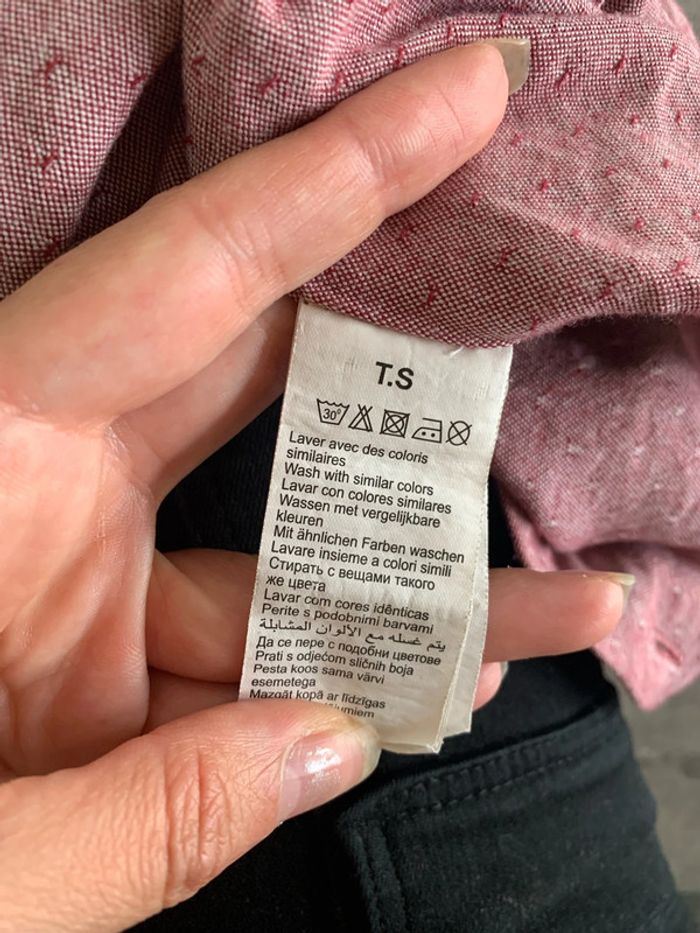 T.S
30°
Laver avec des coloris
similaires
Wash with similar colors
Lavar con colores similares
Wassen met vergelijkbare
kleuren
Mit ähnlichen Farben waschen
Lavare insieme a colori simili
Стирать с вещами такого
же цвета
Lavar com cores idênticas
Perite s podobnimi barvami
يتم غسله مع الألوان المشابلة
Да се пере с подобни цветове
Prati s odjećom sličnih boja
Pesta koos sama värvi
esemetega
Mazgāt kopā ar līdzīgas